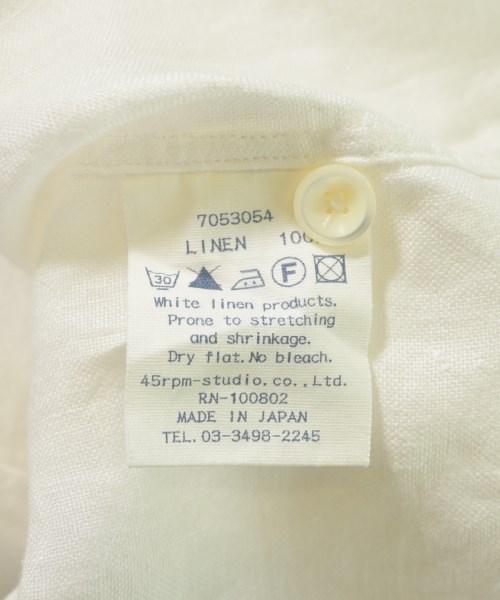 7053054
LINEN 100
30
F
White linen products.
Prone to stretching
and shrinkage.
Dry flat. No bleach.
45rpm-studio.co.,Ltd.
RN-100802
MADE IN JAPAN
TEL. 03-3498-2245